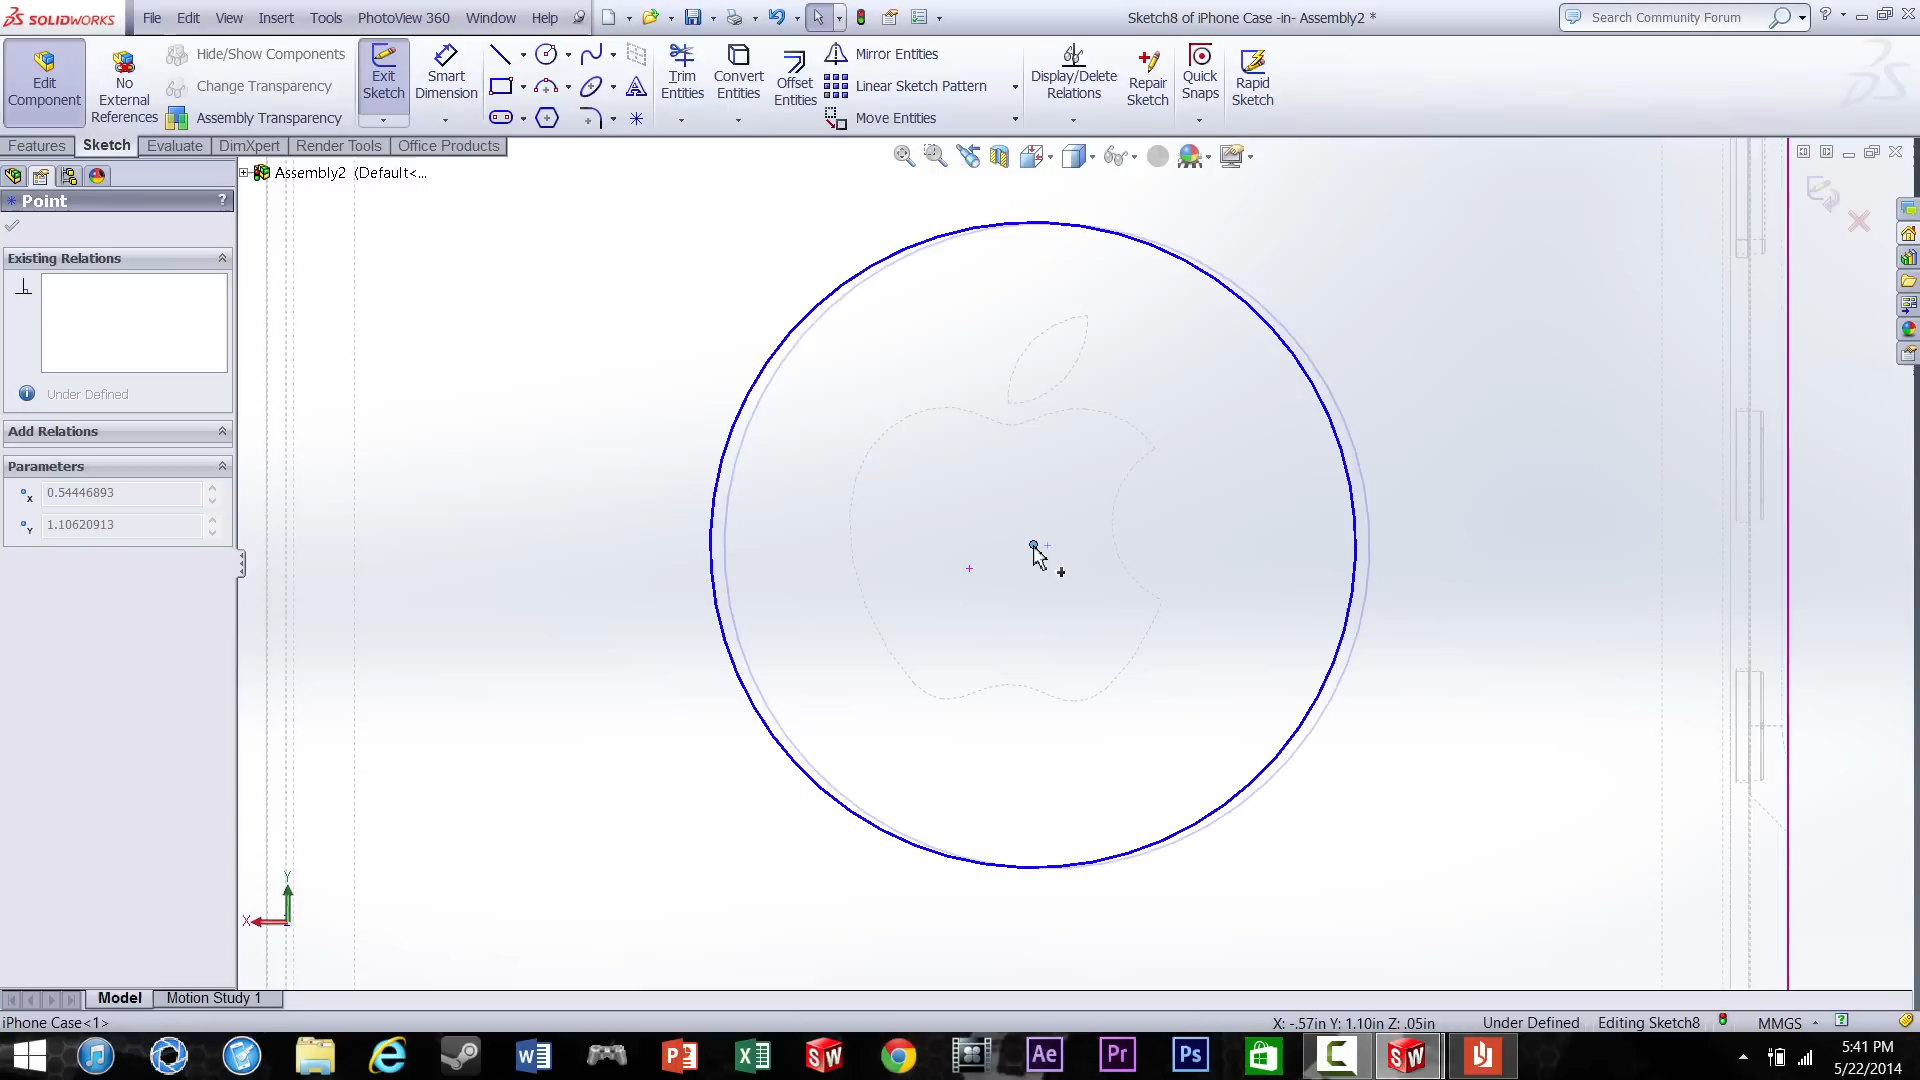 SOLIDWORKS File Edit View Insert Tools PhotoView 360 Window Help Sketch8 of iPhone Case -in- Assembly2 * Search Community Forum
Edit Component
No External References
Hide/Show Components
Change Transparency
Assembly Transparency
Exit Sketch
Smart Dimension
Trim Entities
Convert Entities
Offset Entities
Mirror Entities
Linear Sketch Pattern
Move Entities
Display/Delete Relations
Repair Sketch
Quick Snaps
Rapid Sketch
Features Sketch Evaluate DimXpert Render Tools Office Products
Assembly2 (Default<...
Point ?
Existing Relations
Under Defined
Add Relations
Parameters
x 0.54446893
Y 1.10620913
Y
X
Model Motion Study 1
iPhone Case<1> X: -.57in Y: 1.10in Z: .05in Under Defined Editing Sketch8 MMGS
5:41 PM
5/22/2014